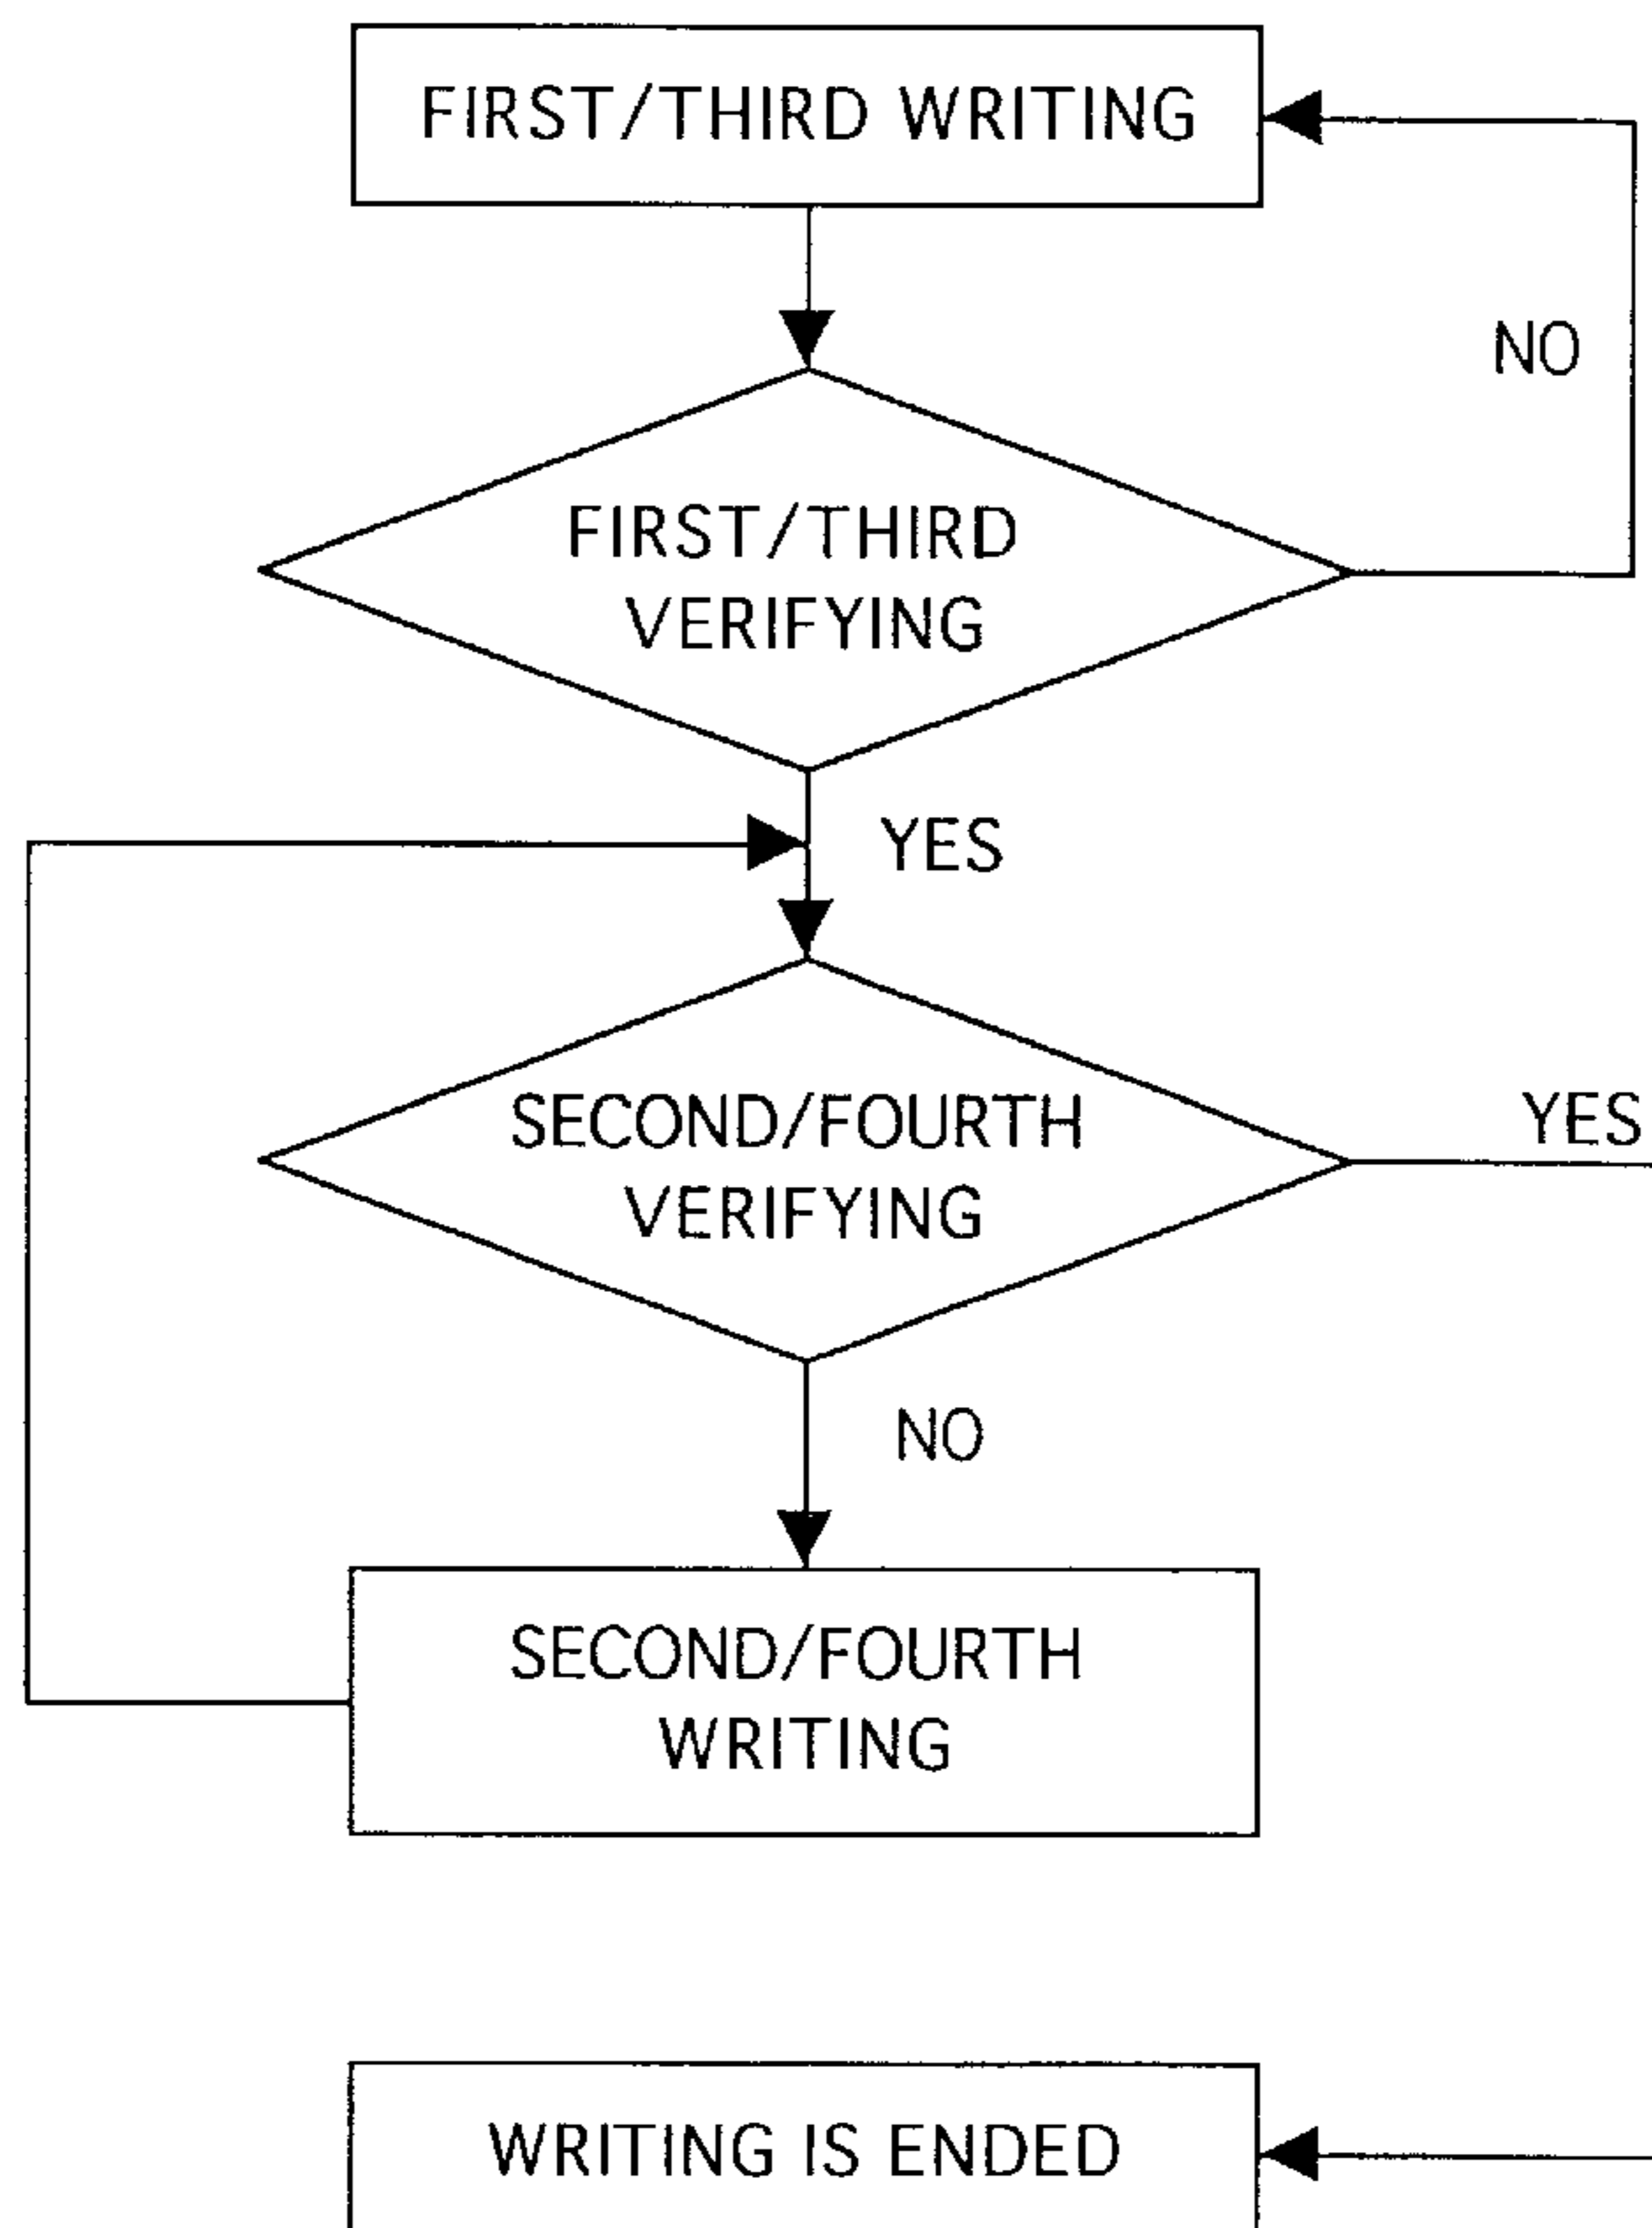 FIRST/THIRD WRITING
NO
FIRST/THIRD
VERIFYING
YES
SECOND/FOURTH
VERIFYING
YES
NO
SECOND/FOURTH
WRITING
WRITING IS ENDED